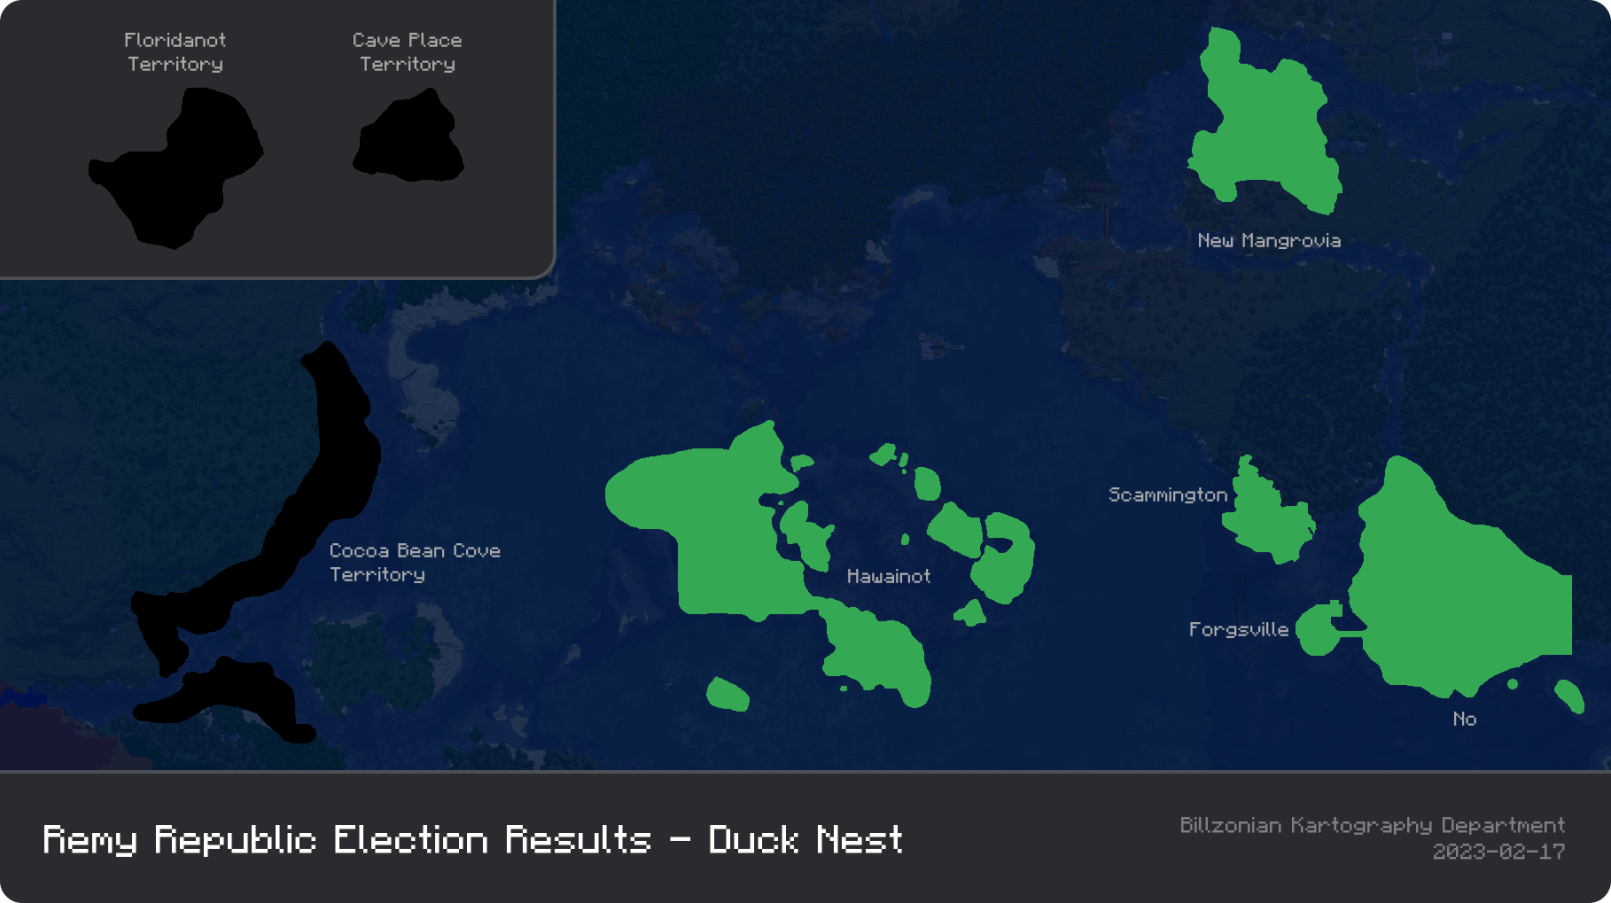 Floridanot
Territory
Cave Place
Territory
New Mangrovia
Scammington
Cocoa Bean Cove
Territory
Hawainot
Forgsville
No
Remy Republic Election Results - Duck Nest
Billzonian Kartography Department
2023-02-17